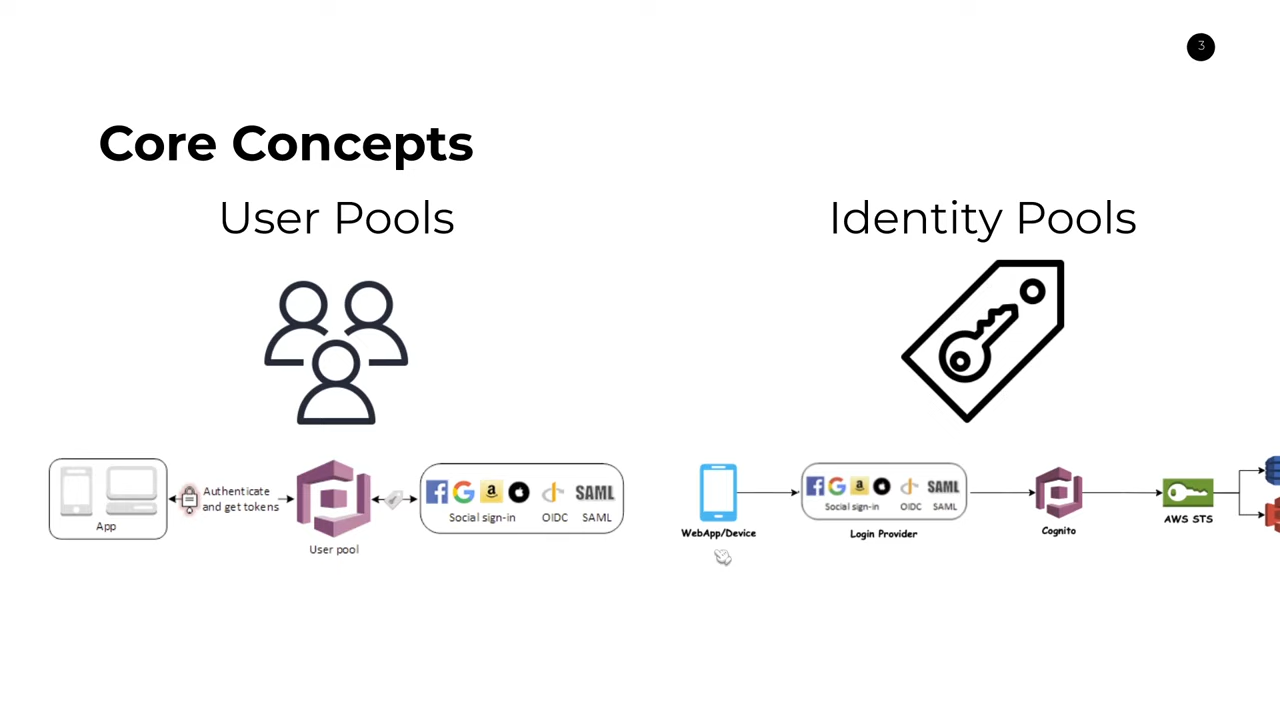 3
Core Concepts
User Pools
Identity Pools
Authenticate
and get tokens
App
User pool
a
SAML
Social sign-in
OIDC
SAML
WebApp/Device
a
SAML
Social sign-in
OIDC
SAML
Login Provider
Cognito
AWS STS